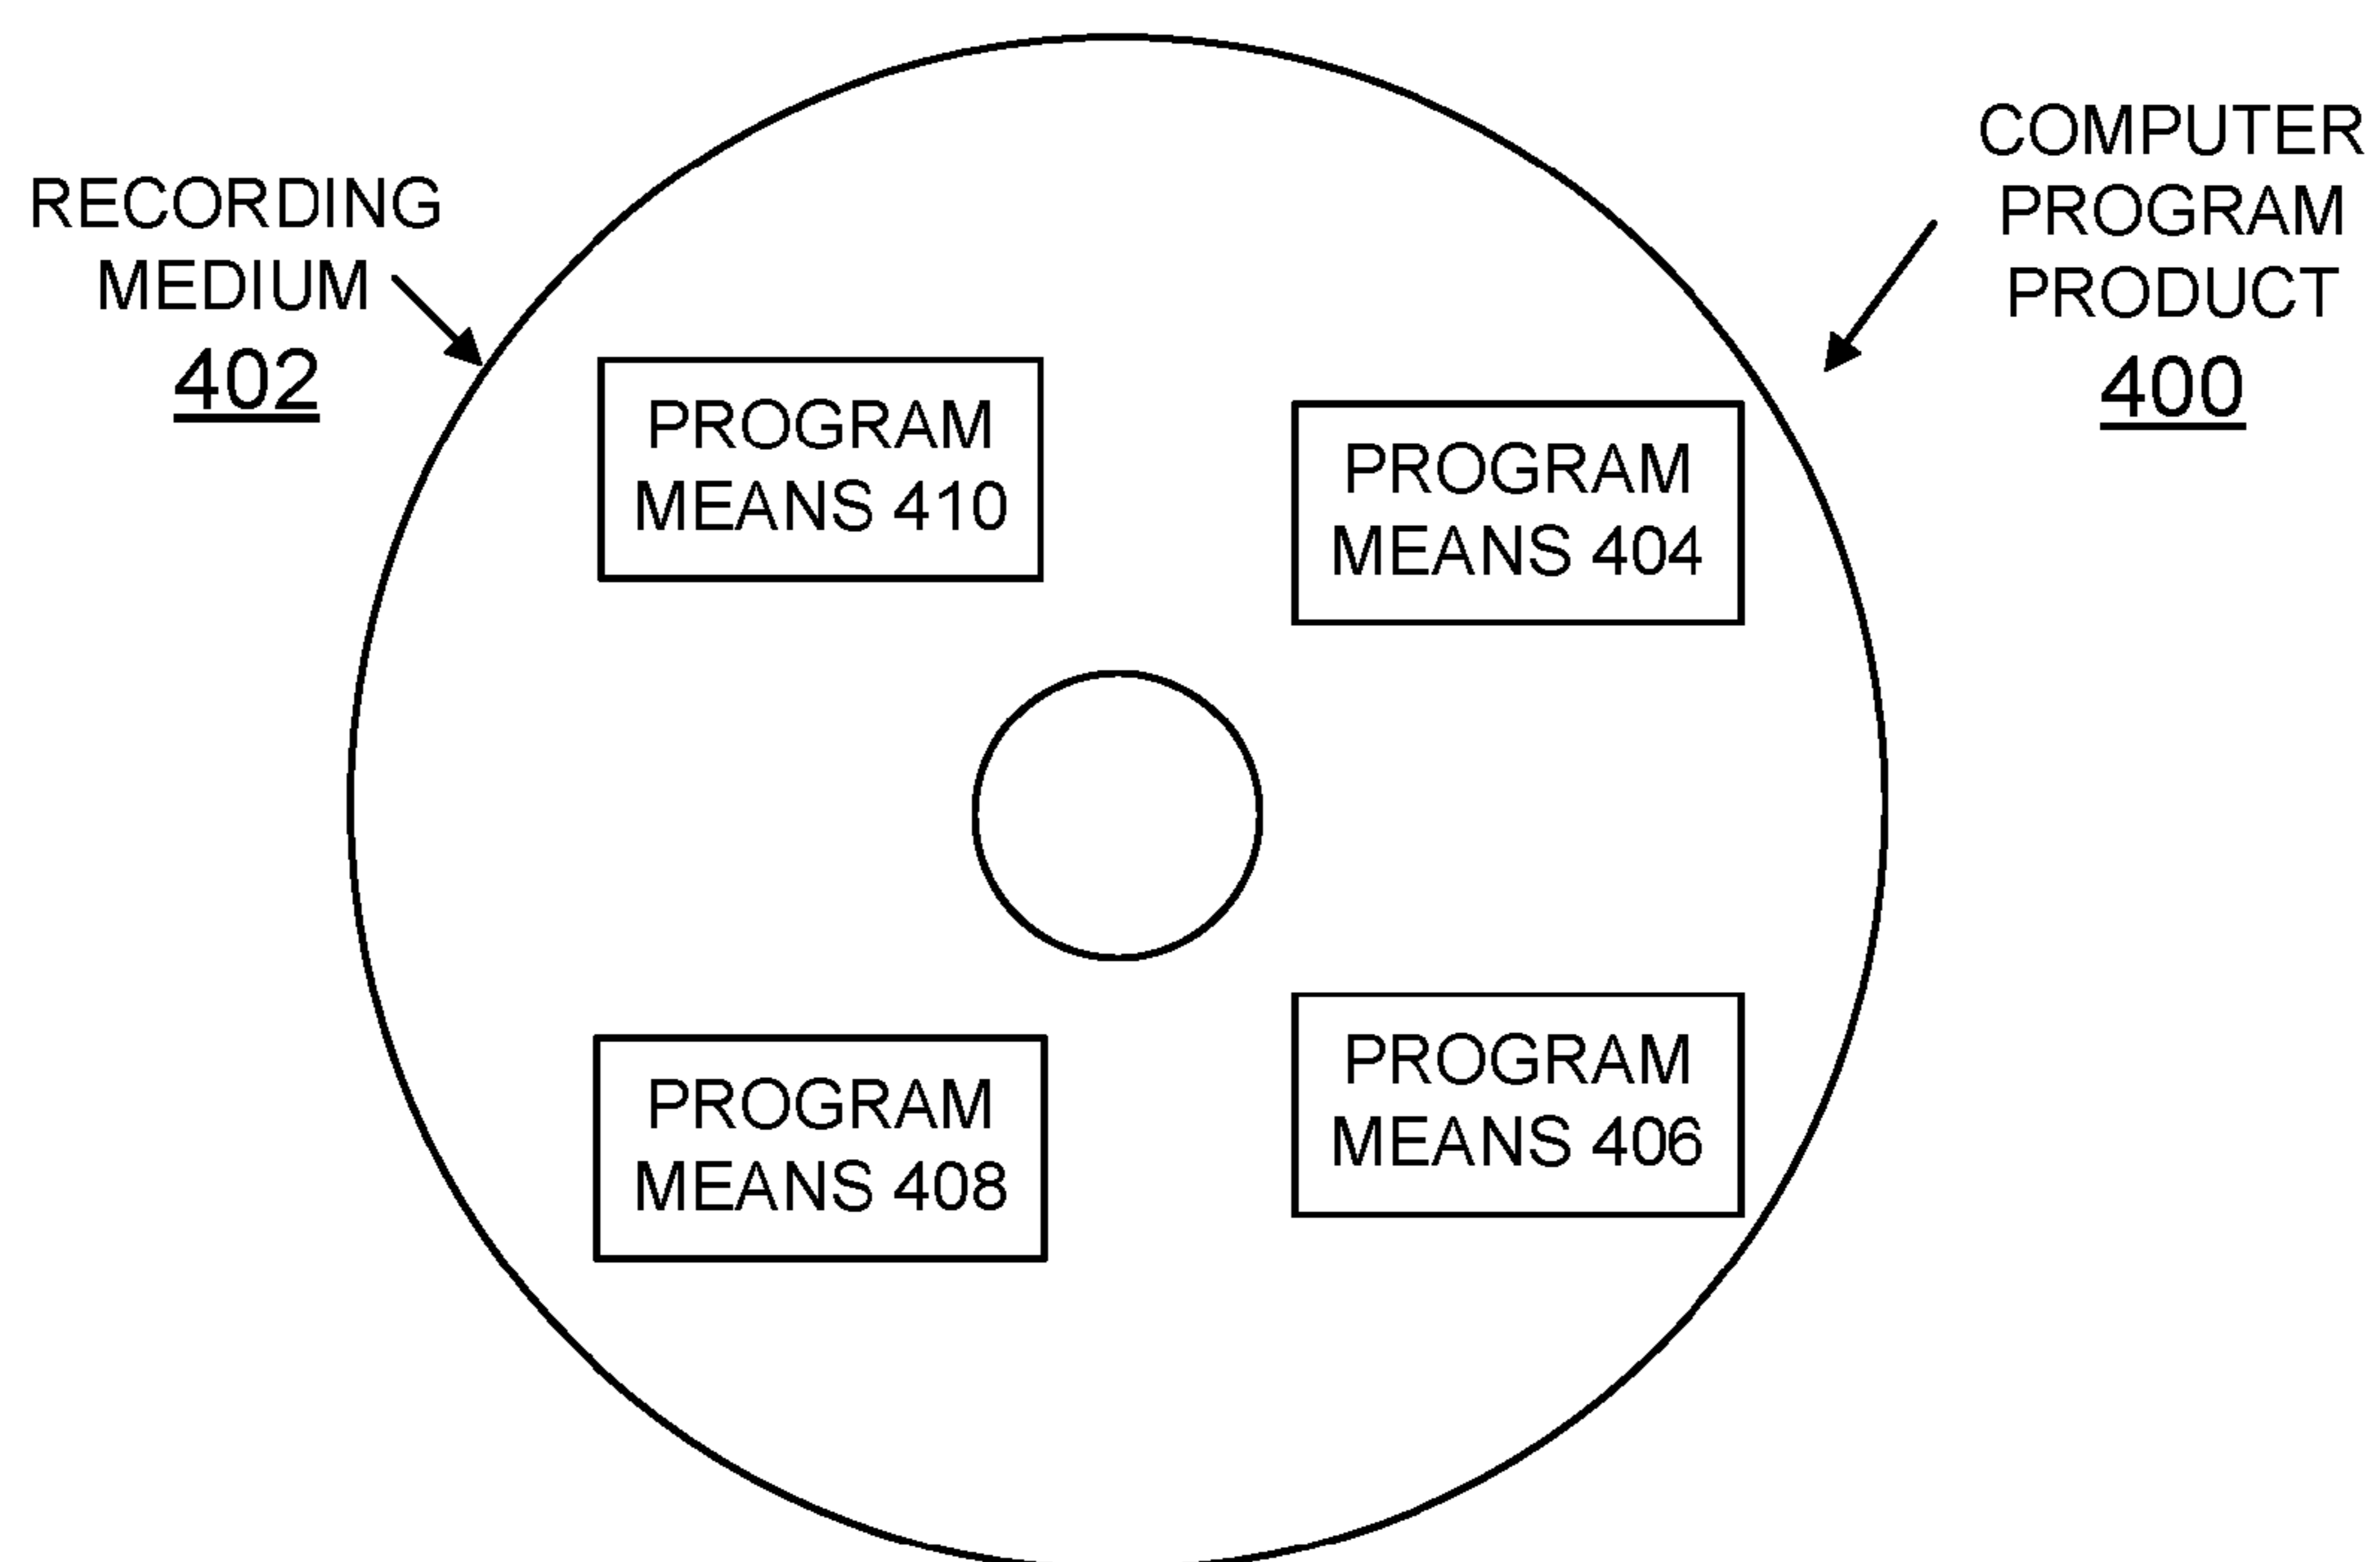 RECORDING
MEDIUM
402
COMPUTER
PROGRAM
PRODUCT
400
PROGRAM
MEANS 410
PROGRAM
MEANS 404
PROGRAM
MEANS 408
PROGRAM
MEANS 406